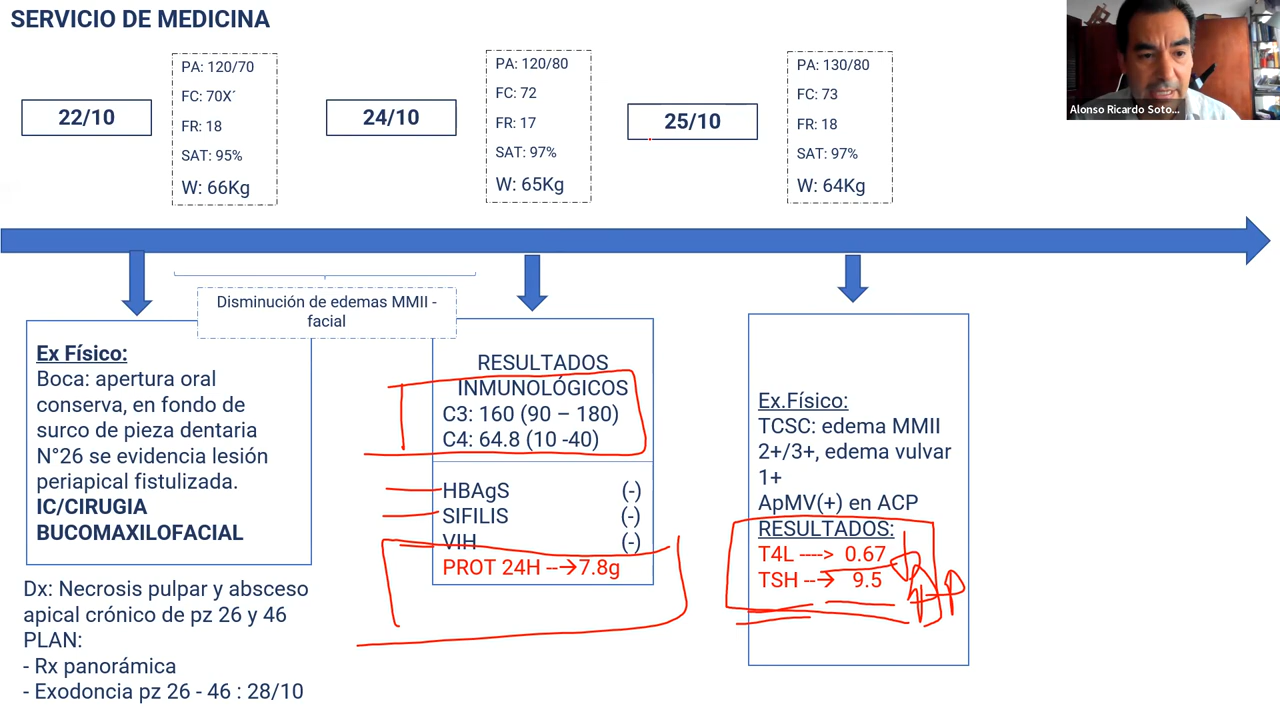 SERVICIO DE MEDICINA
22/10
PA: 120/70
FC: 70X´
FR: 18
SAT: 95%
W: 66Kg
24/10
PA: 120/80
FC: 72
FR: 17
SAT: 97%
W: 65Kg
25/10
PA: 130/80
FC: 73
FR: 18
SAT: 97%
W: 64Kg
Alonso Ricardo Soto...
Disminución de edemas MMII -
facial
Ex Físico:
Boca: apertura oral
conserva, en fondo de
surco de pieza dentaria
N°26 se evidencia lesión
periapical fistulizada.
IC/CIRUGIA
BUCOMAXILOFACIAL
Dx: Necrosis pulpar y absceso
apical crónico de pz 26 y 46
PLAN:
- Rx panorámica
- Exodoncia pz 26 - 46 : 28/10
RESULTADOS
INMUNOLÓGICOS
C3: 160 (90 – 180)
C4: 64.8 (10 -40)
HBAgS (-)
SIFILIS (-)
VIH (-)
PROT 24H --→7.8g
Ex.Físico:
TCSC: edema MMII
2+/3+, edema vulvar
1+
ApMV(+) en ACP
RESULTADOS:
T4L ----> 0.67
TSH --→ 9.5